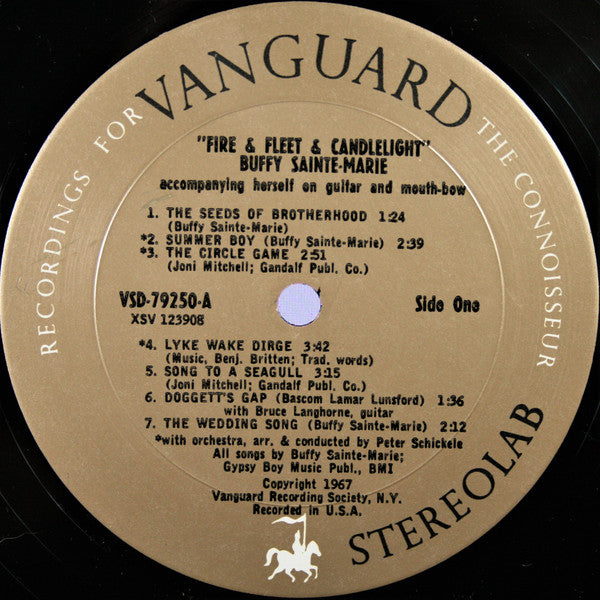 RECORDINGS FOR VANGUARD THE CONNOISSEUR
"FIRE & FLEET & CANDLELIGHT"
BUFFY SAINTE-MARIE
accompanying herself on guitar and mouth-bow
1. THE SEEDS OF BROTHERHOOD 1:24
(Buffy Sainte-Marie)
*2. SUMMER BOY (Buffy Sainte-Marie) 2:39
*3. THE CIRCLE GAME 2:51
(Joni Mitchell; Gandalf Publ. Co.)
VSD-79250-A Side One
XSV 123908
*4. LYKE WAKE DIRGE 3:42
(Music, Benj. Britten; Trad. words)
5. SONG TO A SEAGULL 3:15
(Joni Mitchell; Gandalf Publ. Co.)
6. DOGGETT'S GAP (Bascom Lamar Lunsford) 1:36
with Bruce Langhorne, guitar
7. THE WEDDING SONG (Buffy Sainte-Marie) 2:12
*with orchestra, arr. & conducted by Peter Schickele
All songs by Buffy Sainte-Marie;
Gypsy Boy Music Publ., BMI
Copyright 1967
Vanguard Recording Society, N.Y.
Recorded in U.S.A.
STEREOLAB